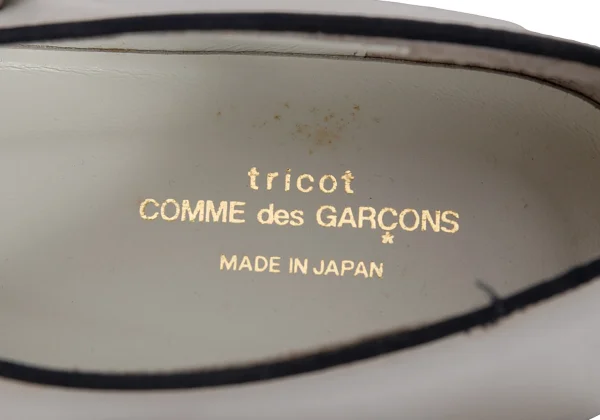 tricot
COMME des GARÇONS
MADE IN JAPAN